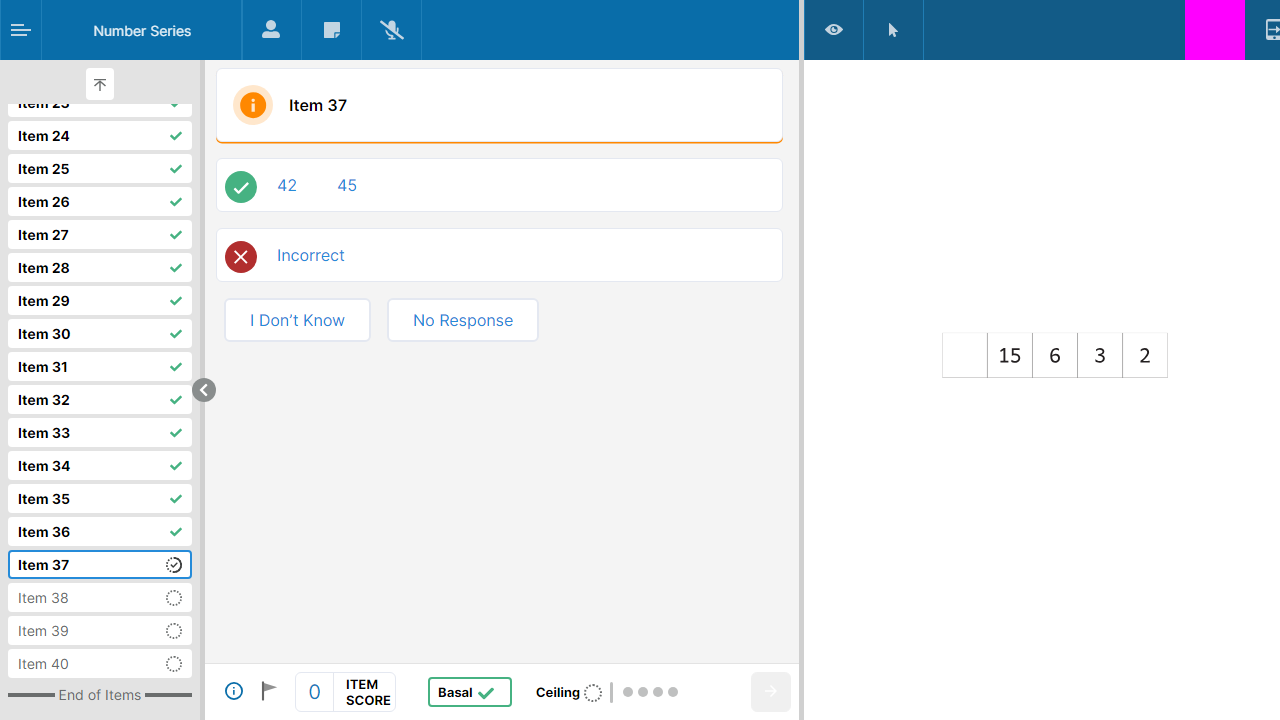 Number Series
Item 23
Item 24
Item 25
Item 26
Item 27
Item 28
Item 29
Item 30
Item 31
Item 32
Item 33
Item 34
Item 35
Item 36
Item 37
Item 38
Item 39
Item 40
End of Items
Item 37
42 45
Incorrect
I Don’t Know
No Response
0
ITEM
SCORE
Basal
Ceiling
15 6 3 2